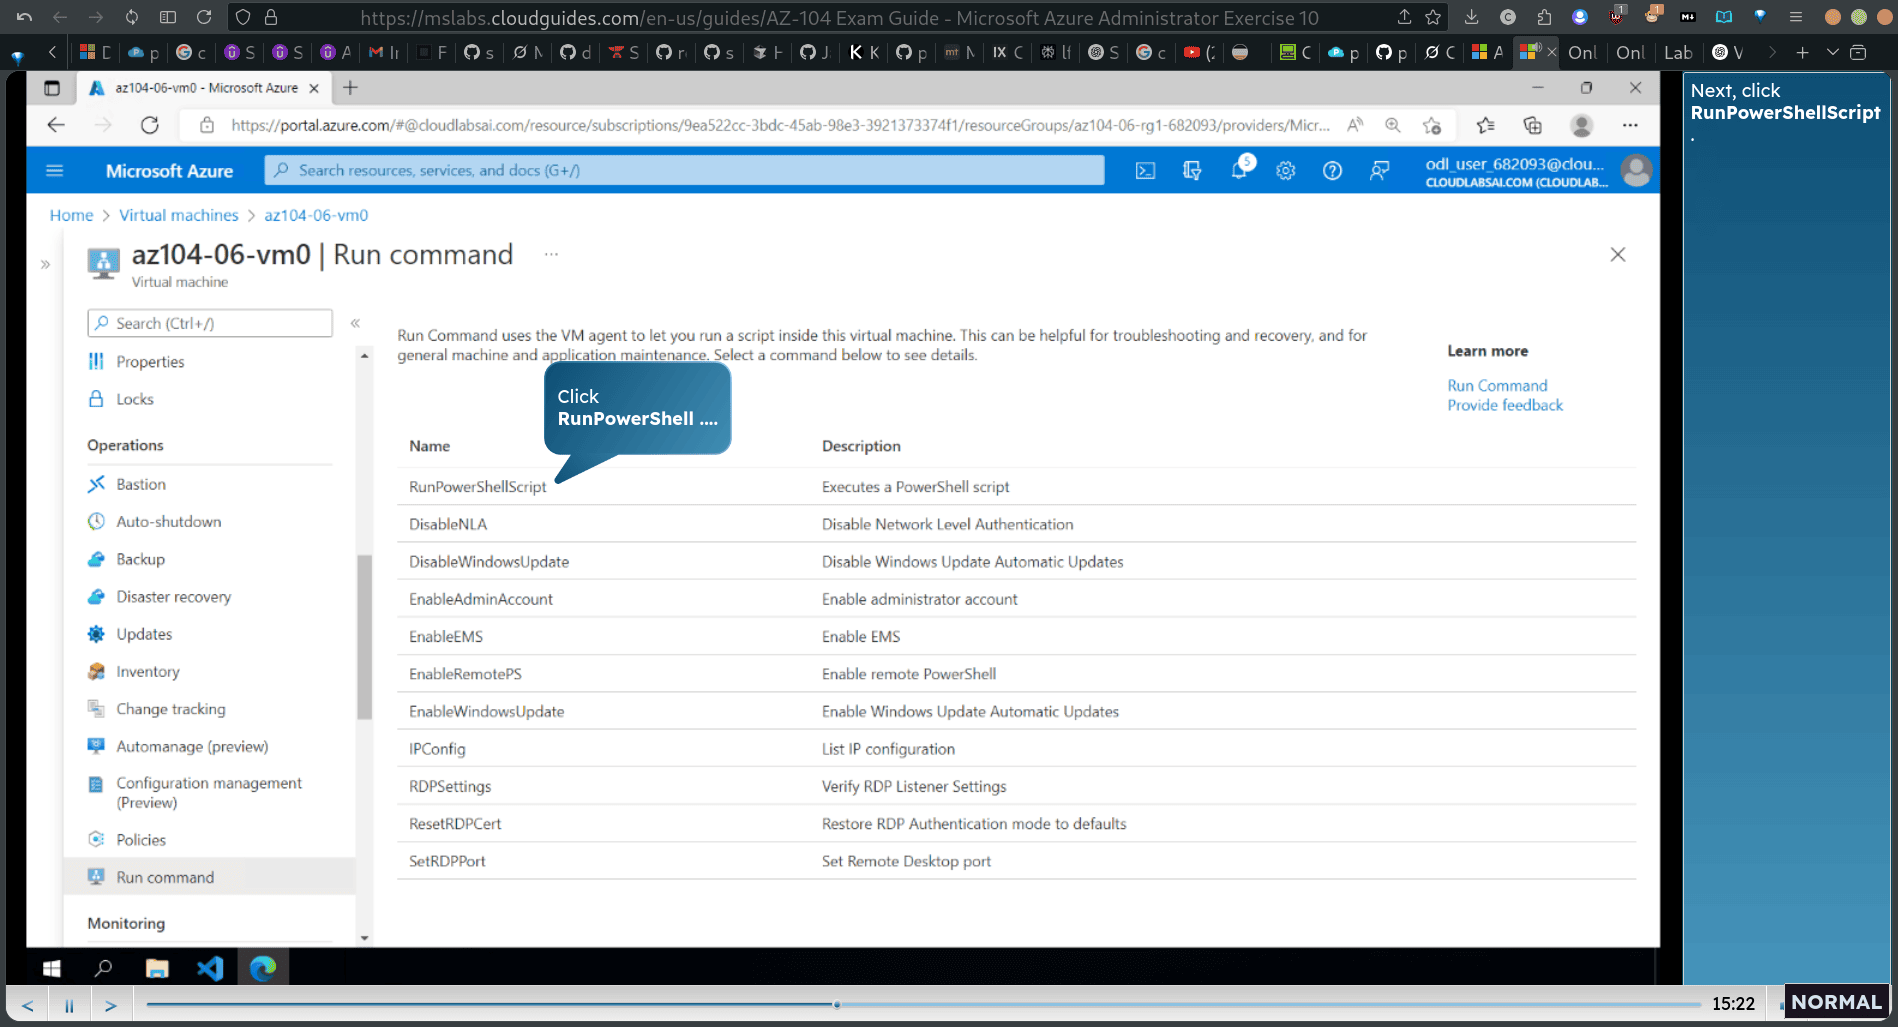 https://mslabs.cloudguides.com/en-us/guides/AZ-104 Exam Guide - Microsoft Azure Administrator Exercise 10
Onl
Onl
Lab
az104-06-vm0 - Microsoft Azure
https://portal.azure.com/#@cloudlabsai.com/resource/subscriptions/9ea522cc-3bdc-45ab-98e3-3921373374f1/resourceGroups/az104-06-rg1-682093/providers/Micr...
Microsoft Azure
Search resources, services, and docs (G+/)
5
odl_user_682093@clou...
CLOUDLABSAI.COM (CLOUDLAB...
Home > Virtual machines > az104-06-vm0
az104-06-vm0 | Run command ...
Virtual machine
Search (Ctrl+/)
Properties
Locks
Operations
Bastion
Auto-shutdown
Backup
Disaster recovery
Updates
Inventory
Change tracking
Automanage (preview)
Configuration management
(Preview)
Policies
Run command
Monitoring
Run Command uses the VM agent to let you run a script inside this virtual machine. This can be helpful for troubleshooting and recovery, and for
general machine and application maintenance. Select a command below to see details.
Click
RunPowerShell ....
Name Description
RunPowerShellScript Executes a PowerShell script
DisableNLA Disable Network Level Authentication
DisableWindowsUpdate Disable Windows Update Automatic Updates
EnableAdminAccount Enable administrator account
EnableEMS Enable EMS
EnableRemotePS Enable remote PowerShell
EnableWindowsUpdate Enable Windows Update Automatic Updates
IPConfig List IP configuration
RDPSettings Verify RDP Listener Settings
ResetRDPCert Restore RDP Authentication mode to defaults
SetRDPPort Set Remote Desktop port
Learn more
Run Command
Provide feedback
Next, click
RunPowerShellScript
.
15:22
NORMAL